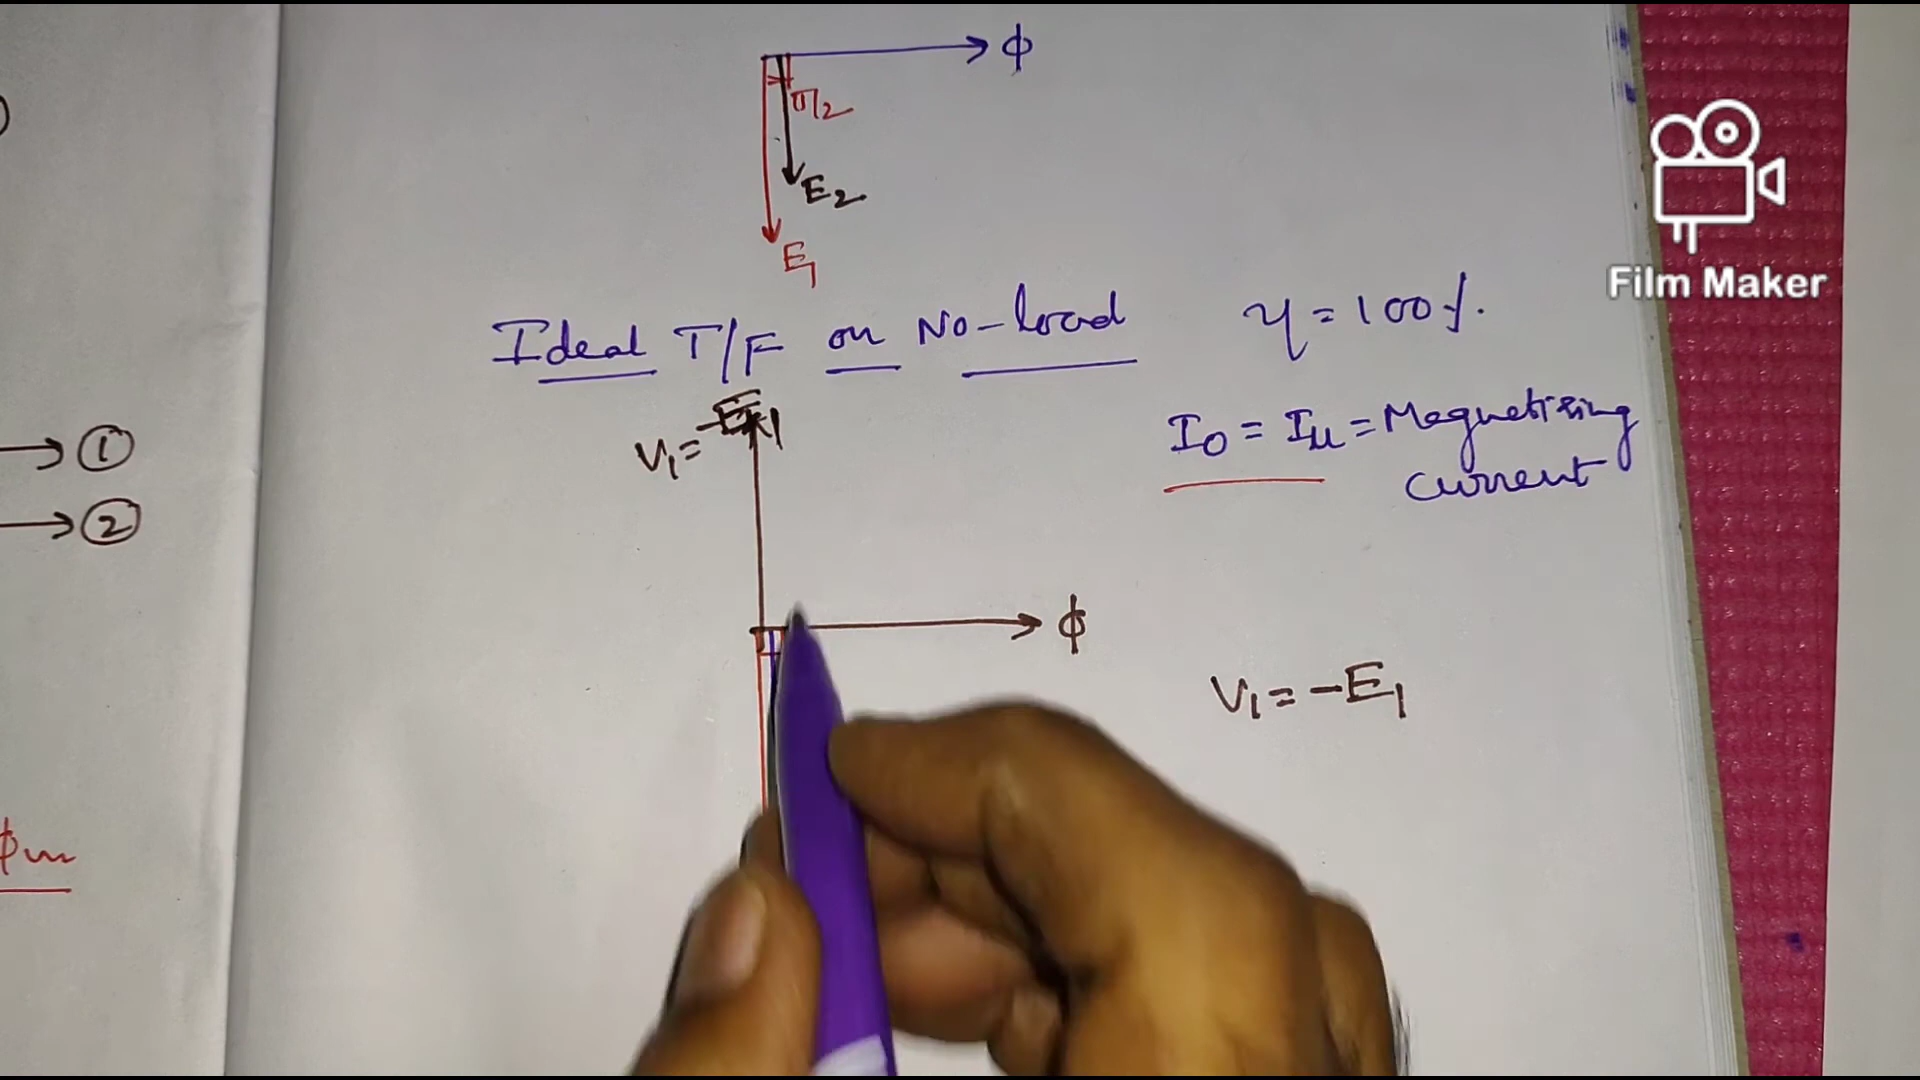 ϕ
π/2
E2
E1
Ideal T/F on No-load η = 100%.
I0 = Iμ = Magnetising
current
V1 = -E1
ϕ
V1 = -E1
①
②
ϕm
Film Maker